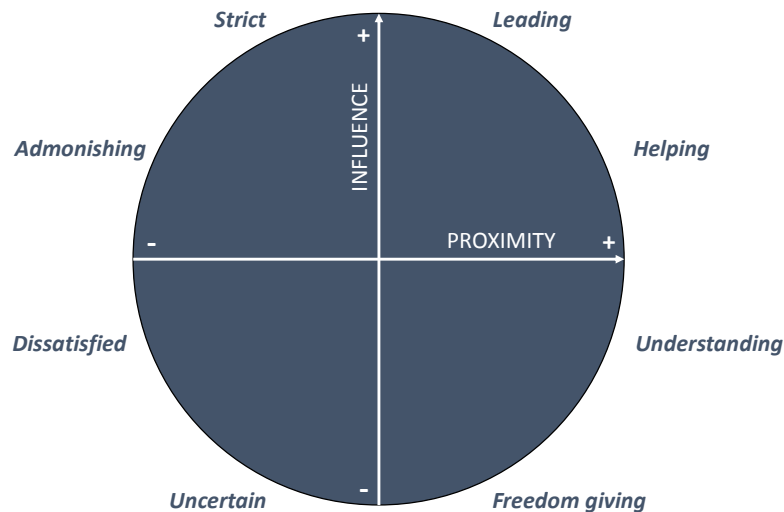 Strict
Leading
+
INFLUENCE
Admonishing
Helping
-
PROXIMITY
+
Dissatisfied
Understanding
-
Uncertain
Freedom giving